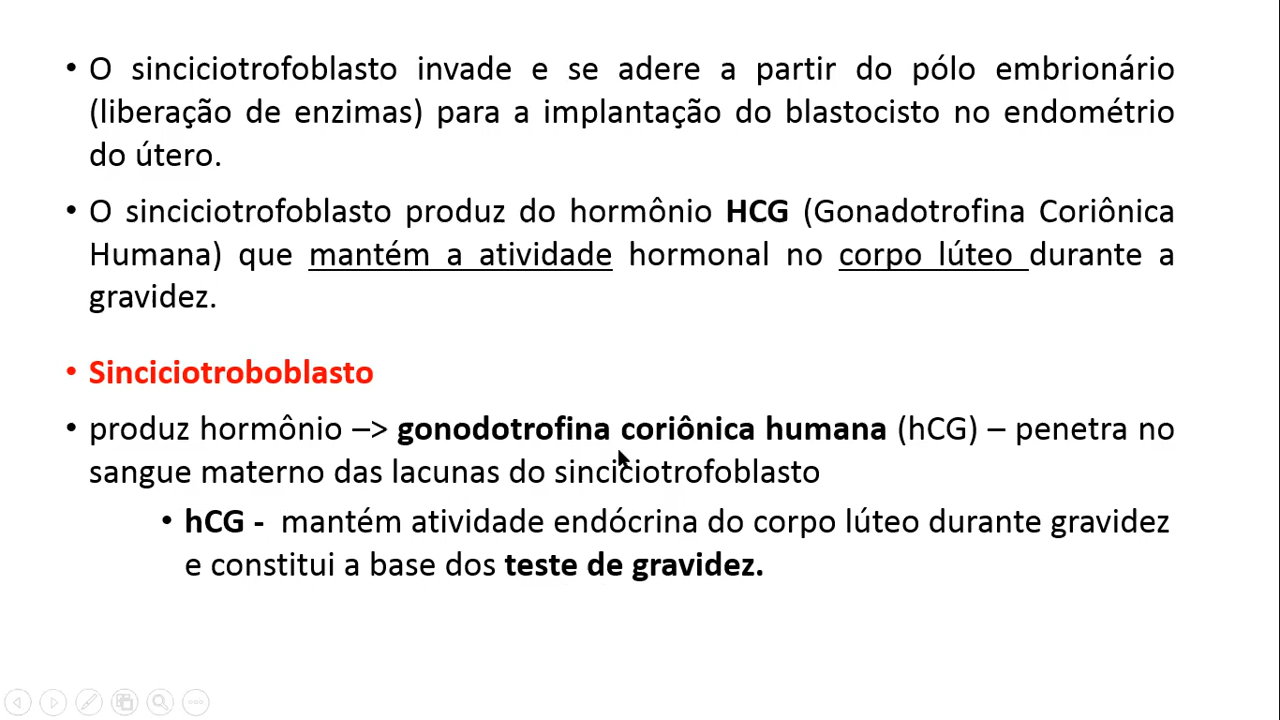 • O sinciciotrofoblasto invade e se adere a partir do pólo embrionário
(liberação de enzimas) para a implantação do blastocisto no endométrio
do útero.
• O sinciciotrofoblasto produz do hormônio HCG (Gonadotrofina Coriônica
Humana) que mantém a atividade hormonal no corpo lúteo durante a
gravidez.
• Sinciciotroboblasto
• produz hormônio –> gonodotrofina coriônica humana (hCG) – penetra no
sangue materno das lacunas do sinciciotrofoblasto
• hCG - mantém atividade endócrina do corpo lúteo durante gravidez
e constitui a base dos teste de gravidez.